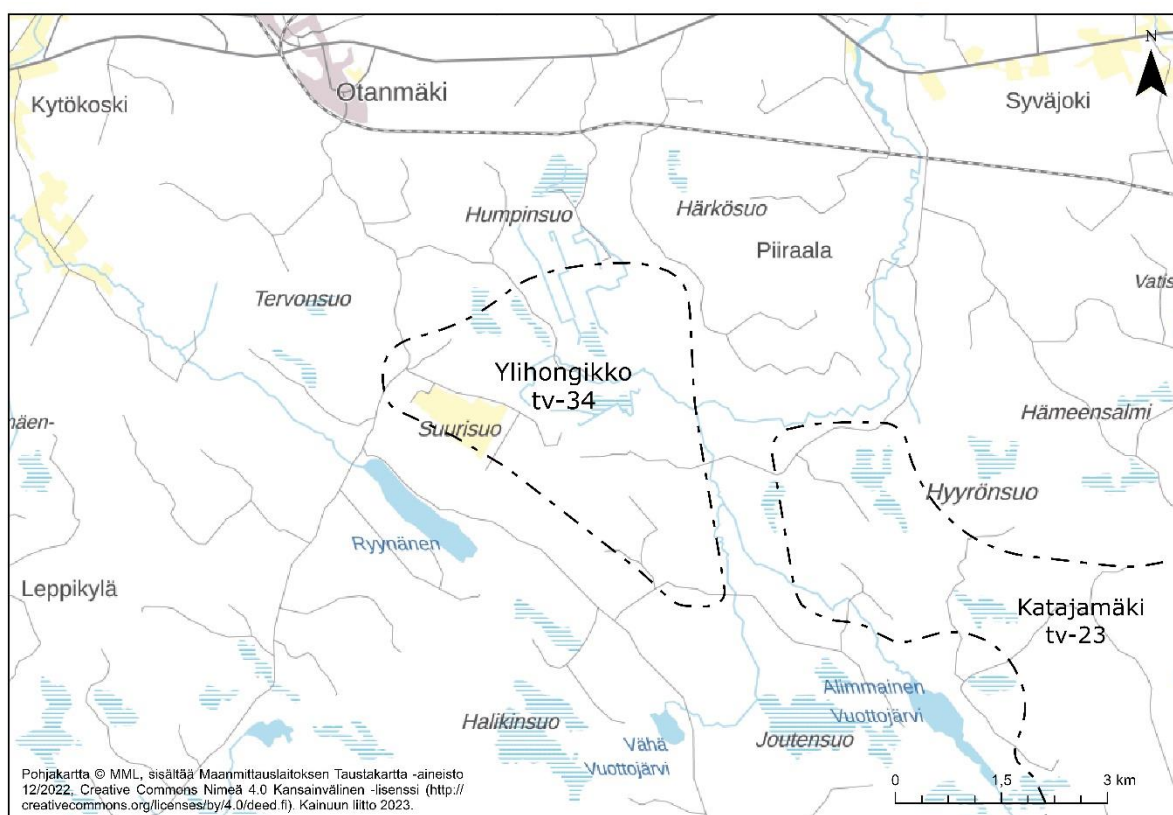 N
Kytökoski
Otanmäki
Syväjoki
Humpinsuo
Härkösuo
Piiraala
Vatis
Tervonsuo
Ylihongikko
tv-34
Hämeensalmi
mäen-
Suurisuo
Hyyrönsuo
Ryynänen
Leppikylä
Katajamäki
tv-23
Alimmainen
Vuottojärvi
Halikinsuo
Vähä
Vuottojärvi
Joutensuo
Pohjakartta © MML, sisältää Maanmittauslaitoksen Taustakartta -aineisto
12/2022, Creative Commons Nimeä 4.0 Kansainvälinen -lisenssi (http://
creativecommons.org/licenses/by/4.0/deed.fi). Kainuun liitto 2023.
0 1,5 3 km